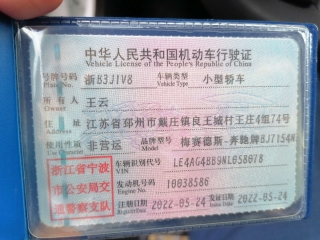 中华人民共和国机动车行驶证
Vehicle License of the People's Republic of China
号牌号码 浙B3J1V8 车辆类型 小型轿车
Plate No. Vehicle Type
所有人 王云
Owner
住址 江苏省邳州市戴庄镇良王城村王庄4组74号
Address
使用性质 非营运 品牌型号 梅赛德斯-奔驰牌BJ7154
Use Character Model
浙江省宁波 车辆识别代号 LE4AG4BB9NL058078
VIN
市公安局交 发动机号码 10038586
Engine No.
通警察支队 注册日期 2022-05-24 发证日期 2022-05-24
Register Date Issue Date